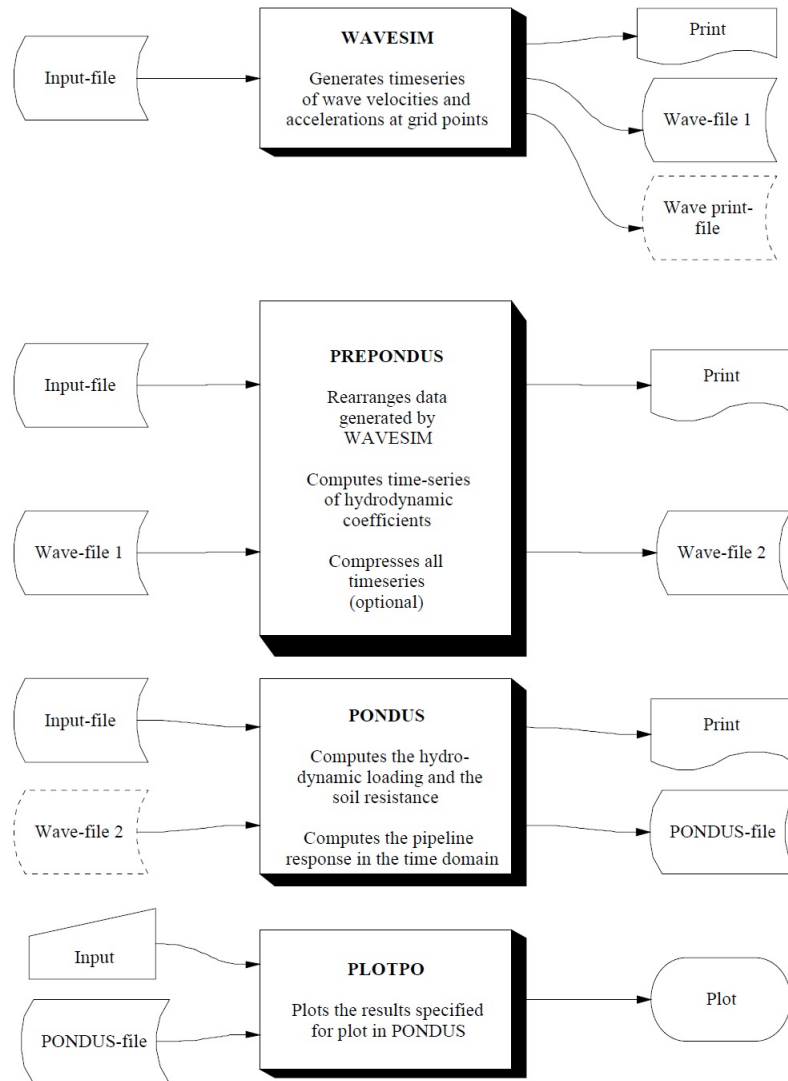 WAVESIM
Print
Input-file
Generates timeseries
of wave velocities and
accelerations at grid points
Wave-file 1
Wave print-
file
PREPONDUS
Input-file
Print
Rearranges data
generated by
WAVESIM
Computes time-series
of hydrodynamic
coefficients
Wave-file 1
Wave-file 2
Compresses all
timeseries
(optional)
Input-file
PONDUS
Print
Computes the hydro-
dynamic loading and the
soil resistance
Wave-file 2
Computes the pipeline
response in the time domain
PONDUS-file
Input
PLOTPO
Plots the results specified
for plot in PONDUS
Plot
PONDUS-file